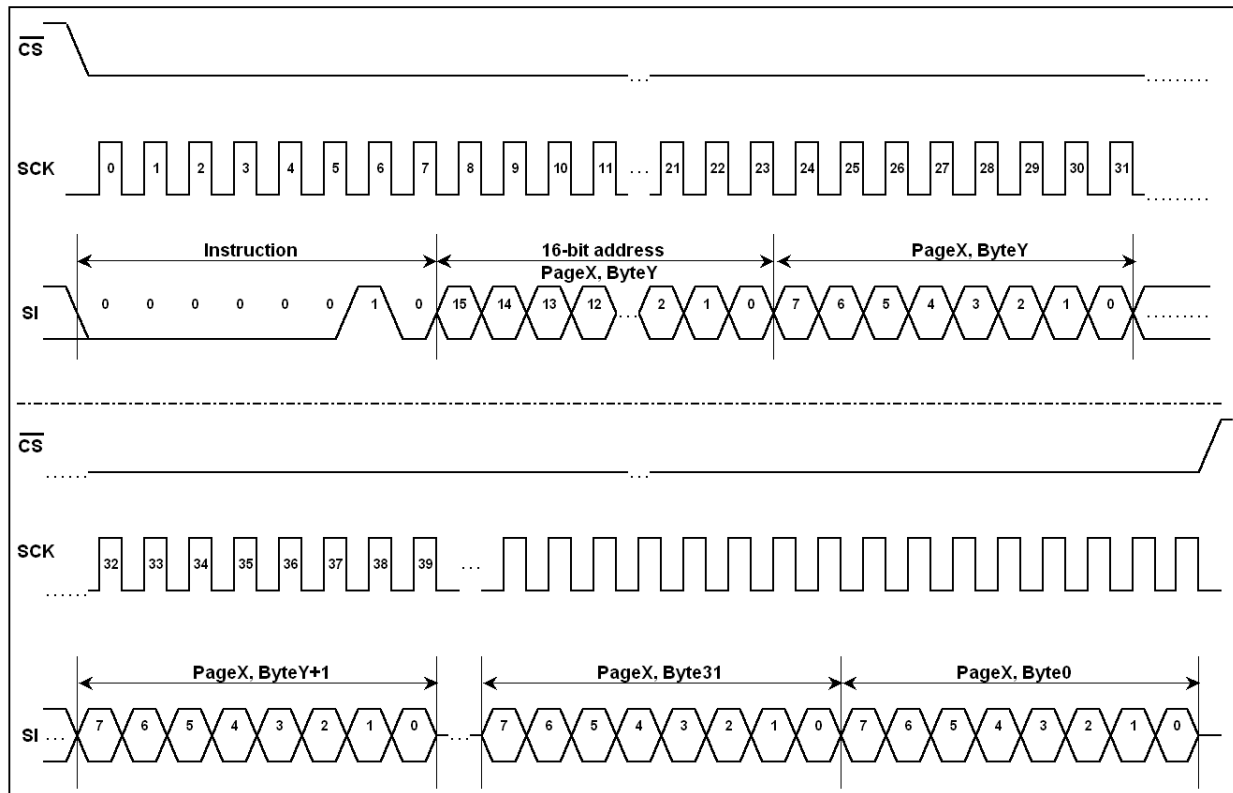 CS
SCK 0 1 2 3 4 5 6 7 8 9 10 11 ... 21 22 23 24 25 26 27 28 29 30 31
Instruction 16-bit address PageX, ByteY
PageX, ByteY
SI 0 0 0 0 0 0 1 0 15 14 13 12 ... 2 1 0 7 6 5 4 3 2 1 0
CS
SCK 32 33 34 35 36 37 38 39 ...
PageX, ByteY+1 PageX, Byte31 PageX, Byte0
SI ... 7 6 5 4 3 2 1 0 ... 7 6 5 4 3 2 1 0 7 6 5 4 3 2 1 0